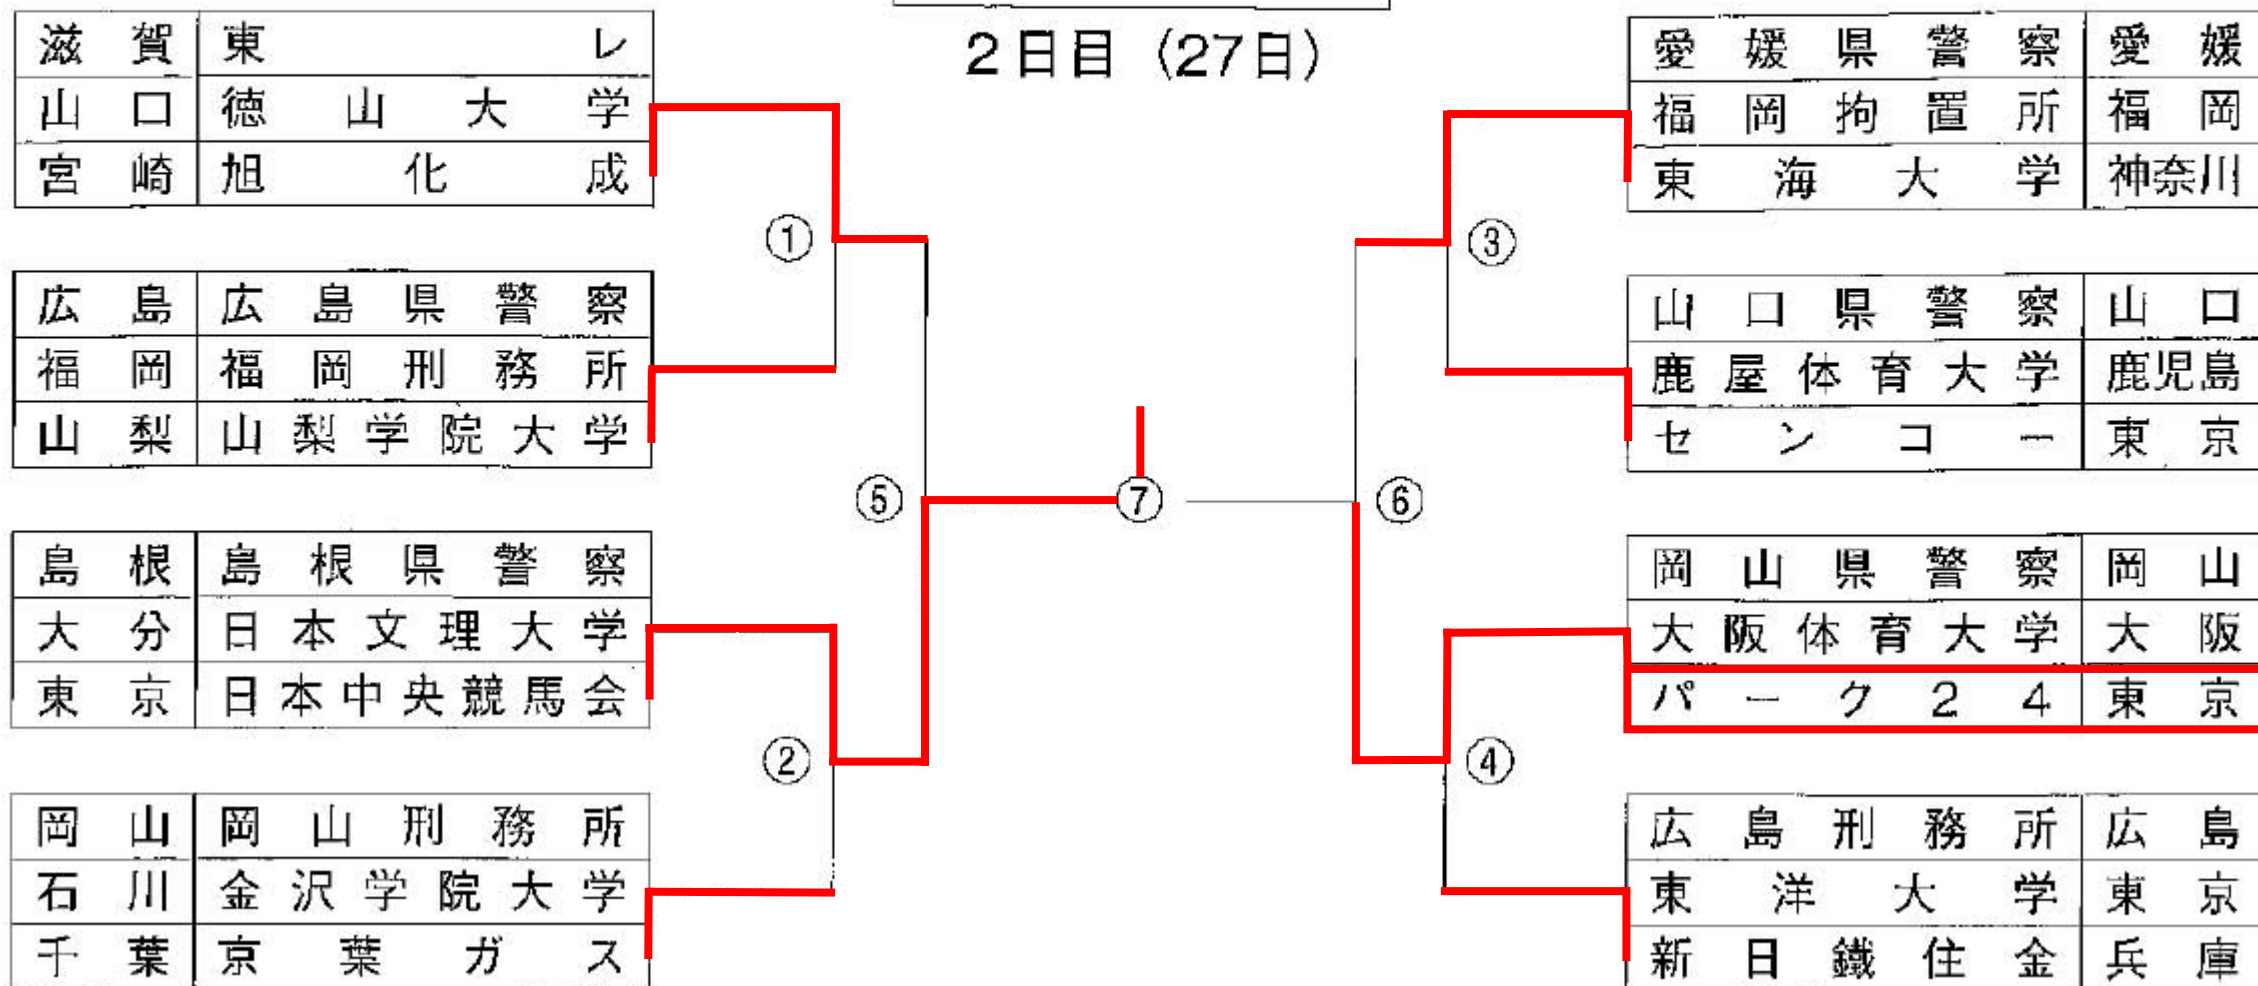 2日目（27日）
滋賀 東レ
山口 徳山大学
宮崎 旭化成
広島 広島県警察
福岡 福岡刑務所
山梨 山梨学院大学
島根 島根県警察
大分 日本文理大学
東京 日本中央競馬会
岡山 岡山刑務所
石川 金沢学院大学
千葉 京葉ガス
①
②
⑤
⑦
⑥
③
④
愛媛県警察 愛媛
福岡拘置所 福岡
東海大学 神奈川
山口県警察 山口
鹿屋体育大学 鹿児島
センコー 東京
岡山県警察 岡山
大阪体育大学 大阪
パーク24 東京
広島刑務所 広島
東洋大学 東京
新日鐵住金 兵庫